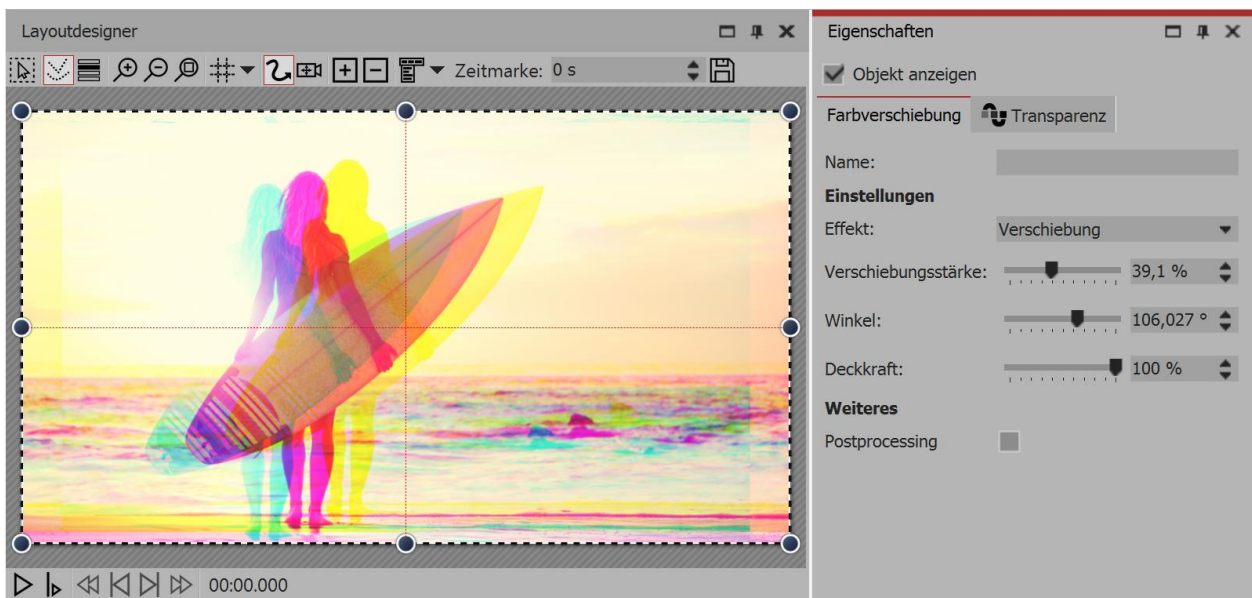 Layoutdesigner
Zeitmarke: 0 s
00:00.000
Eigenschaften
Objekt anzeigen
Farbverschiebung Transparenz
Name:
Einstellungen
Effekt: Verschiebung
Verschiebungsstärke: 39,1 %
Winkel: 106,027 °
Deckkraft: 100 %
Weiteres
Postprocessing